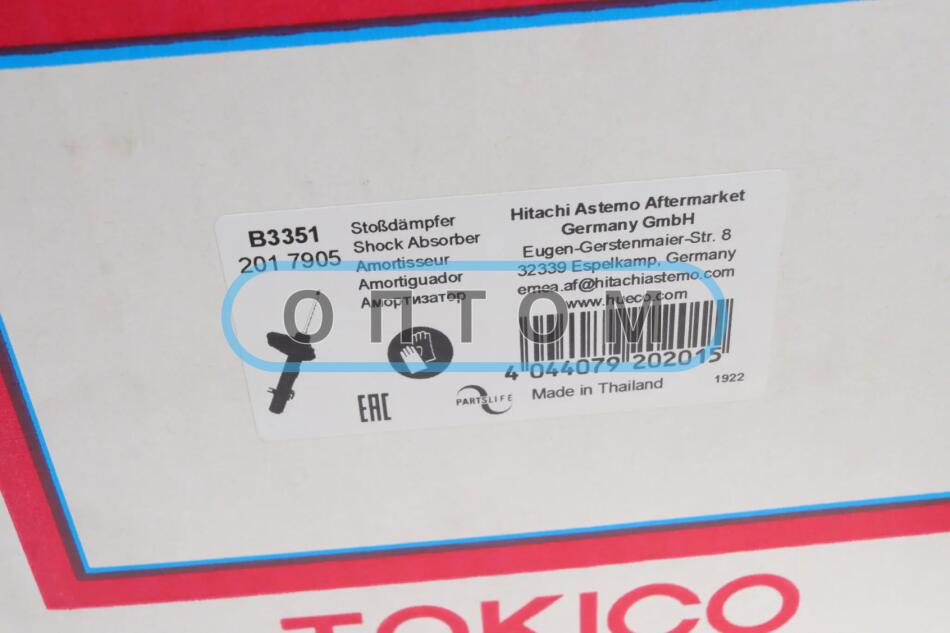 B3351
201 7905
Stoßdämpfer
Shock Absorber
Amortisseur
Amortiguador
Амортизатор
Hitachi Astemo Aftermarket
Germany GmbH
Eugen-Gerstenmaier-Str. 8
32339 Espelkamp, Germany
emea.af@hitachiastemo.com
www.hueco.com
ОПТОМ
4 044079 202015
Made in Thailand
1922
EAC
PARTSLIFE
TOKICO